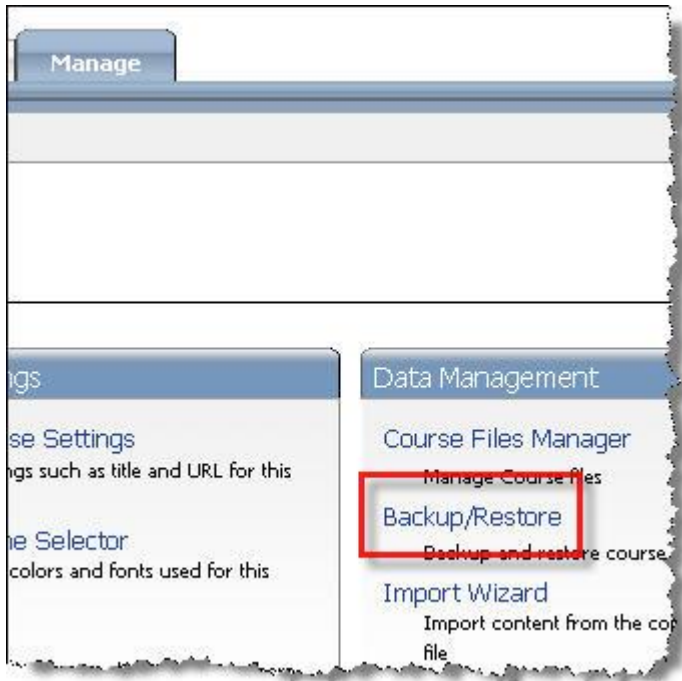 Manage
ngs
se Settings
ngs such as title and URL for this
ne Selector
colors and fonts used for this
Data Management
Course Files Manager
Manage Course files
Backup/Restore
Backup and restore course
Import Wizard
Import content from the
file